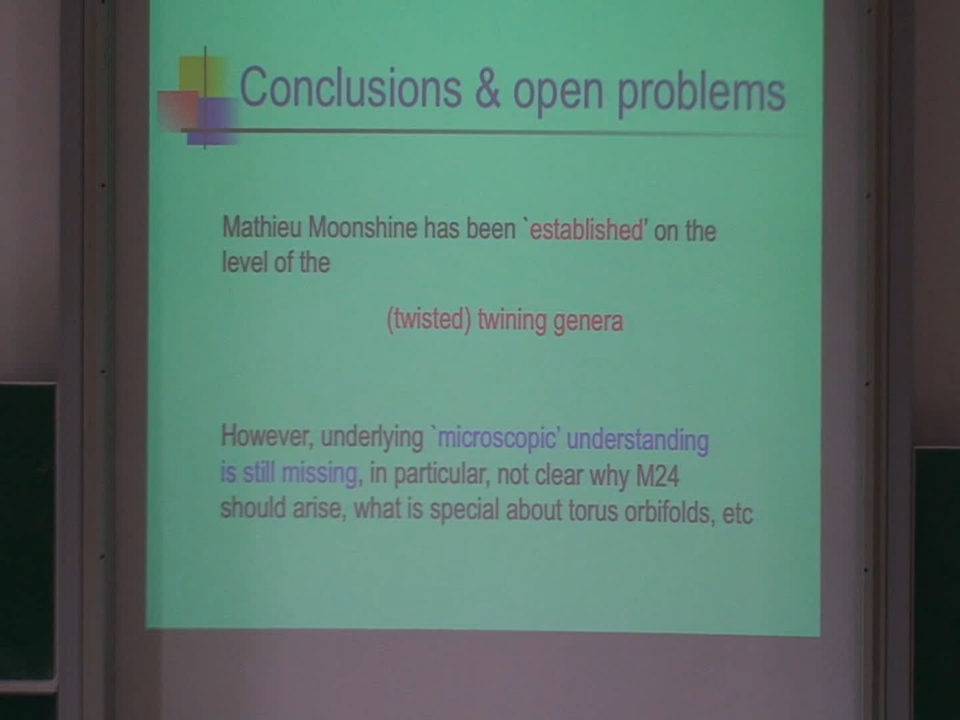 Conclusions & open problems
Mathieu Moonshine has been `established' on the
level of the
(twisted) twining genera
However, underlying `microscopic' understanding
is still missing, in particular, not clear why M24
should arise, what is special about torus orbifolds, etc